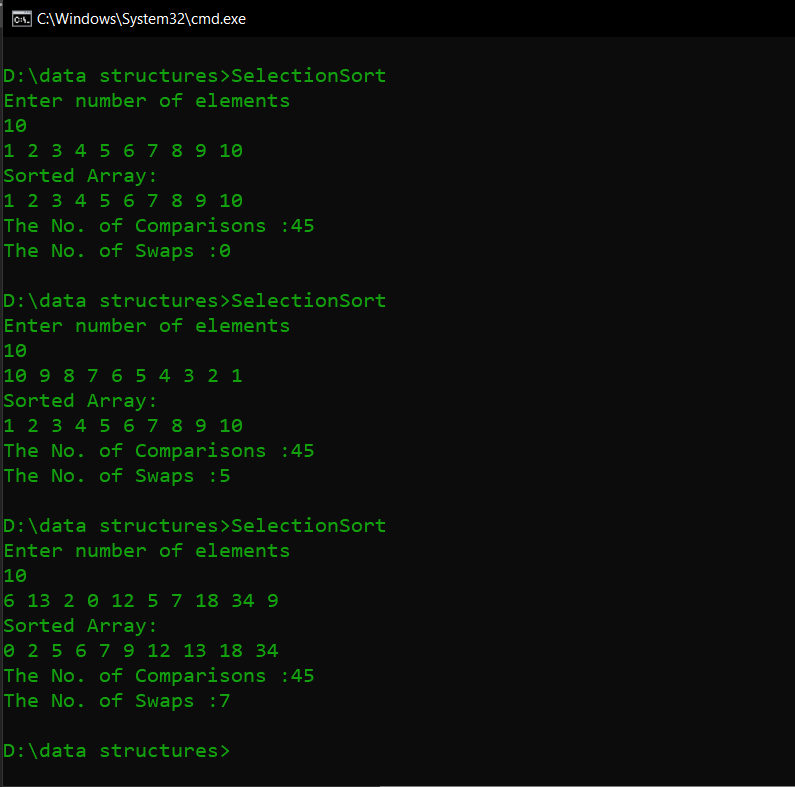 C:\Windows\System32\cmd.exe
D:\data structures>SelectionSort
Enter number of elements
10
1 2 3 4 5 6 7 8 9 10
Sorted Array:
1 2 3 4 5 6 7 8 9 10
The No. of Comparisons :45
The No. of Swaps :0
D:\data structures>SelectionSort
Enter number of elements
10
10 9 8 7 6 5 4 3 2 1
Sorted Array:
1 2 3 4 5 6 7 8 9 10
The No. of Comparisons :45
The No. of Swaps :5
D:\data structures>SelectionSort
Enter number of elements
10
6 13 2 0 12 5 7 18 34 9
Sorted Array:
0 2 5 6 7 9 12 13 18 34
The No. of Comparisons :45
The No. of Swaps :7
D:\data structures>